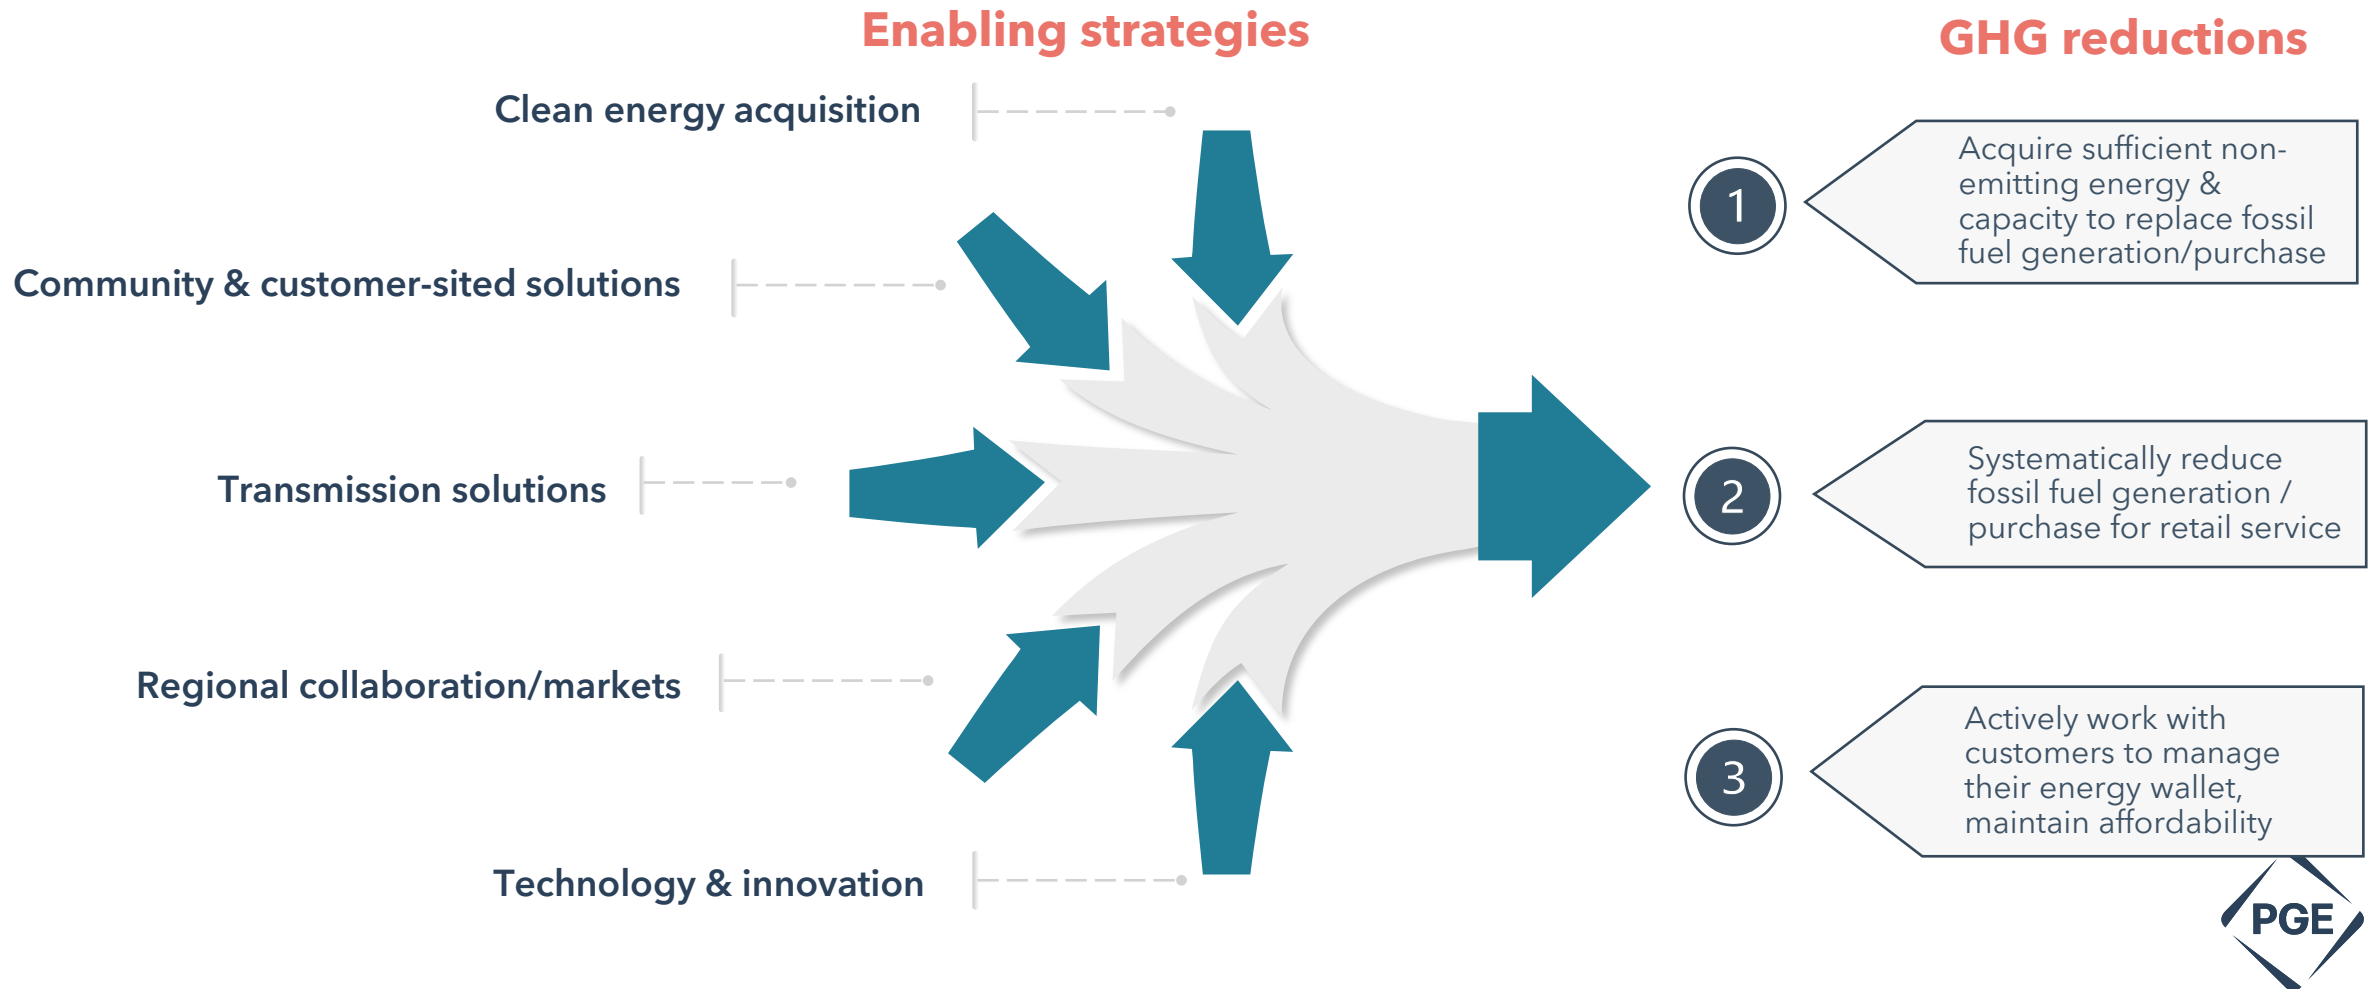 Enabling strategies
Clean energy acquisition
Community & customer-sited solutions
Transmission solutions
Regional collaboration/markets
Technology & innovation
GHG reductions
1
Acquire sufficient non-
emitting energy &
capacity to replace fossil
fuel generation/purchase
2
Systematically reduce
fossil fuel generation /
purchase for retail service
3
Actively work with
customers to manage
their energy wallet,
maintain affordability
PGE